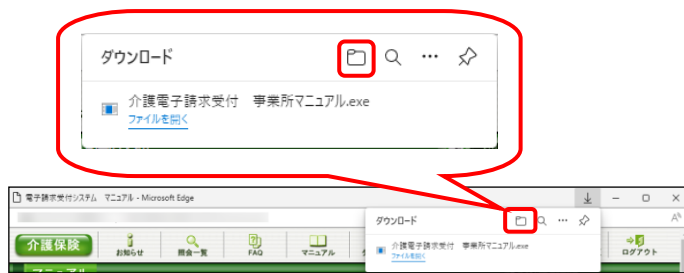 ダウンロード
介護電子請求受付　事業所マニュアル.exe
ファイルを開く
電子請求受付システム　マニュアル - Microsoft Edge
ダウンロード
介護電子請求受付　事業所マニュアル.exe
ファイルを開く
介護保険
お知らせ
照会一覧
FAQ
マニュアル
ログアウト
マニュアル